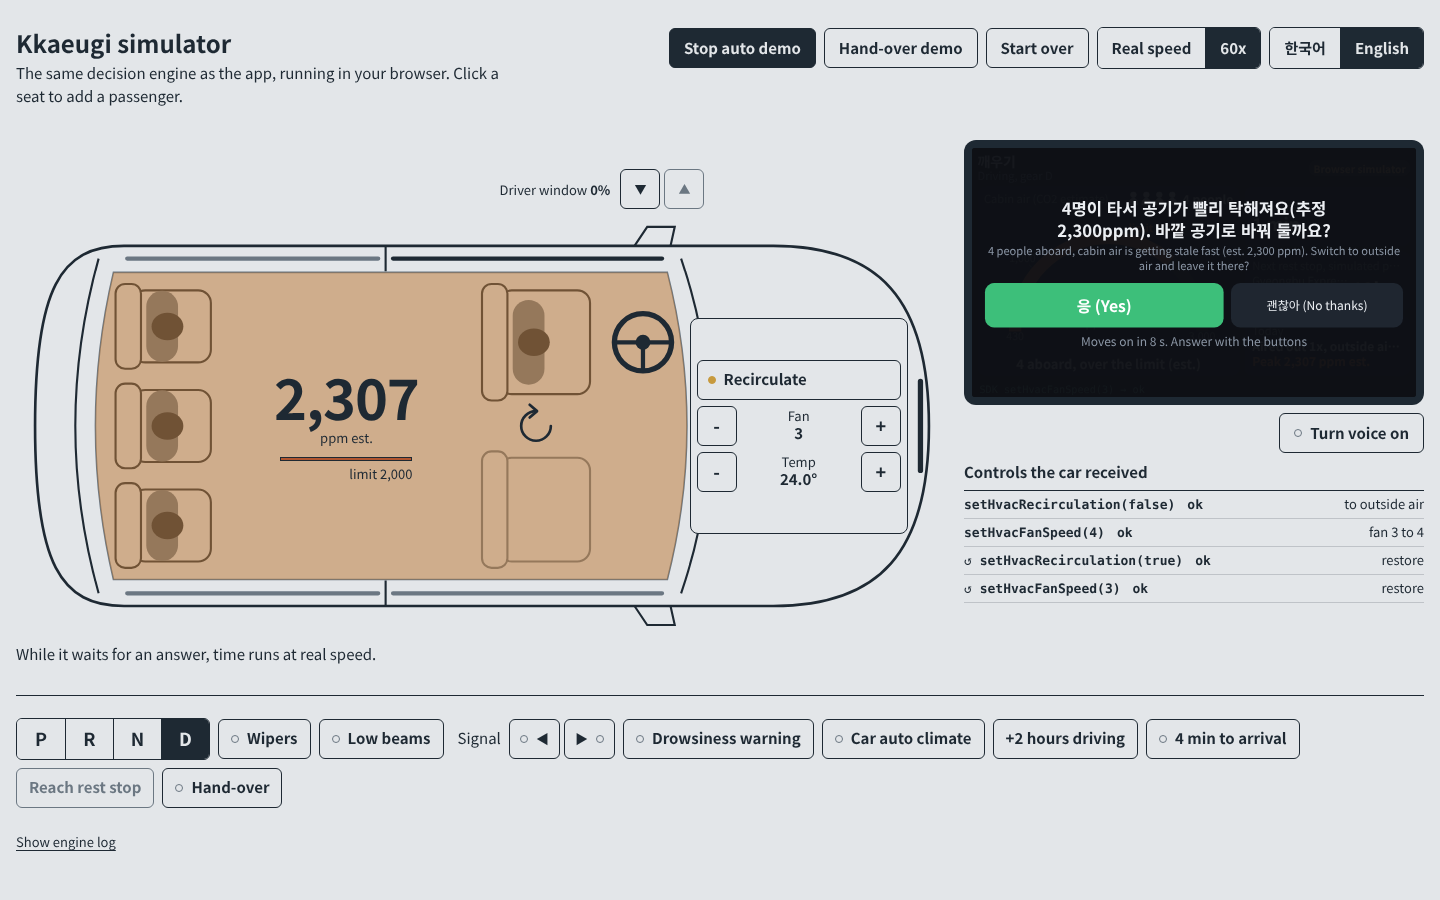 Kkaeugi simulator
The same decision engine as the app, running in your browser. Click a
seat to add a passenger.
Stop auto demo
Hand-over demo
Start over
Real speed
60x
한국어
English
Driver window 0%
▼
▲
2,307
ppm est.
limit 2,000
Recirculate
-
Fan
3
+
-
Temp
24.0°
+
4명이 타서 공기가 빨리 탁해져요(추정
2,300ppm). 바깥 공기로 바꿔 둘까요?
4 people aboard, cabin air is getting stale fast (est. 2,300 ppm). Switch to outside
air and leave it there?
응 (Yes)
괜찮아 (No thanks)
Moves on in 8 s. Answer with the buttons
4 aboard, over the limit (est.)
Turn voice on
Controls the car received
setHvacRecirculation(false) ok to outside air
setHvacFanSpeed(4) ok fan 3 to 4
↺ setHvacRecirculation(true) ok restore
↺ setHvacFanSpeed(3) ok restore
While it waits for an answer, time runs at real speed.
P
R
N
D
Wipers
Low beams
Signal
◀
▶
Drowsiness warning
Car auto climate
+2 hours driving
4 min to arrival
Reach rest stop
Hand-over
Show engine log